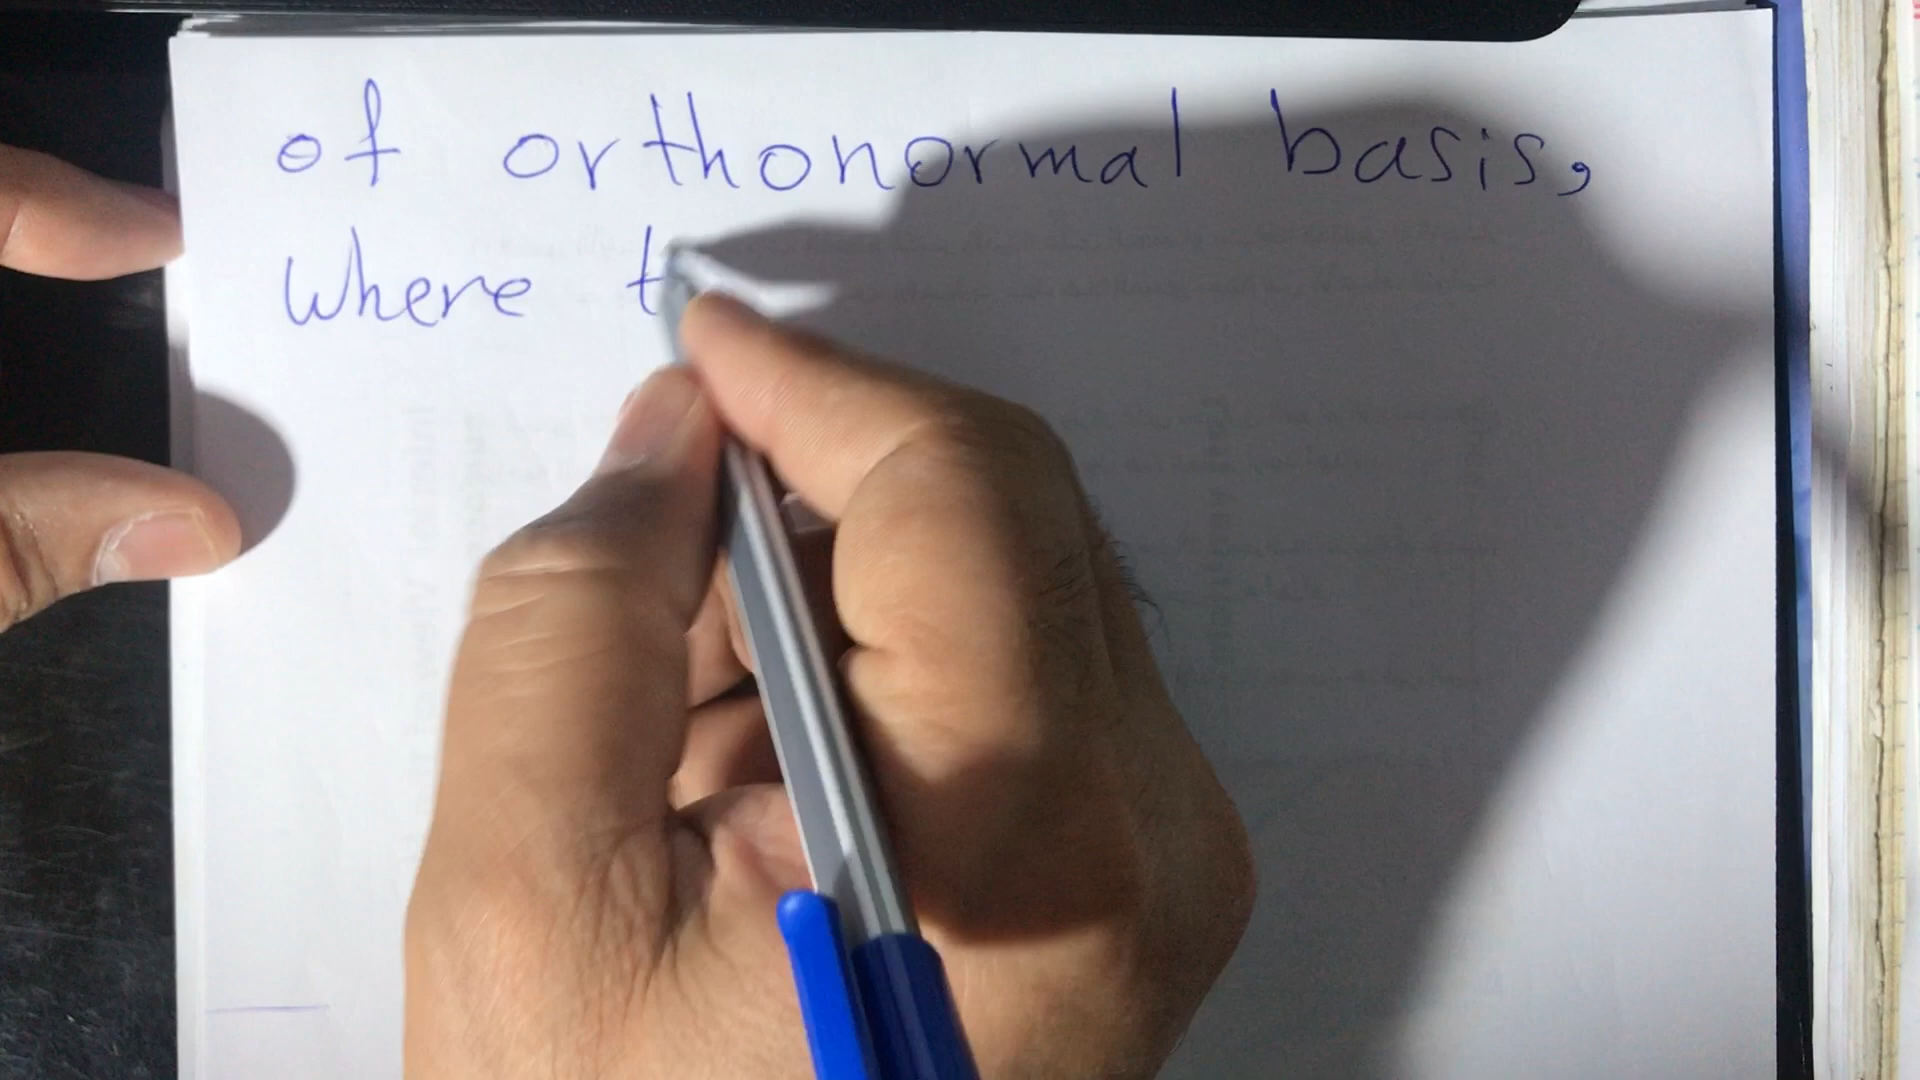 of orthonormal basis,
where t